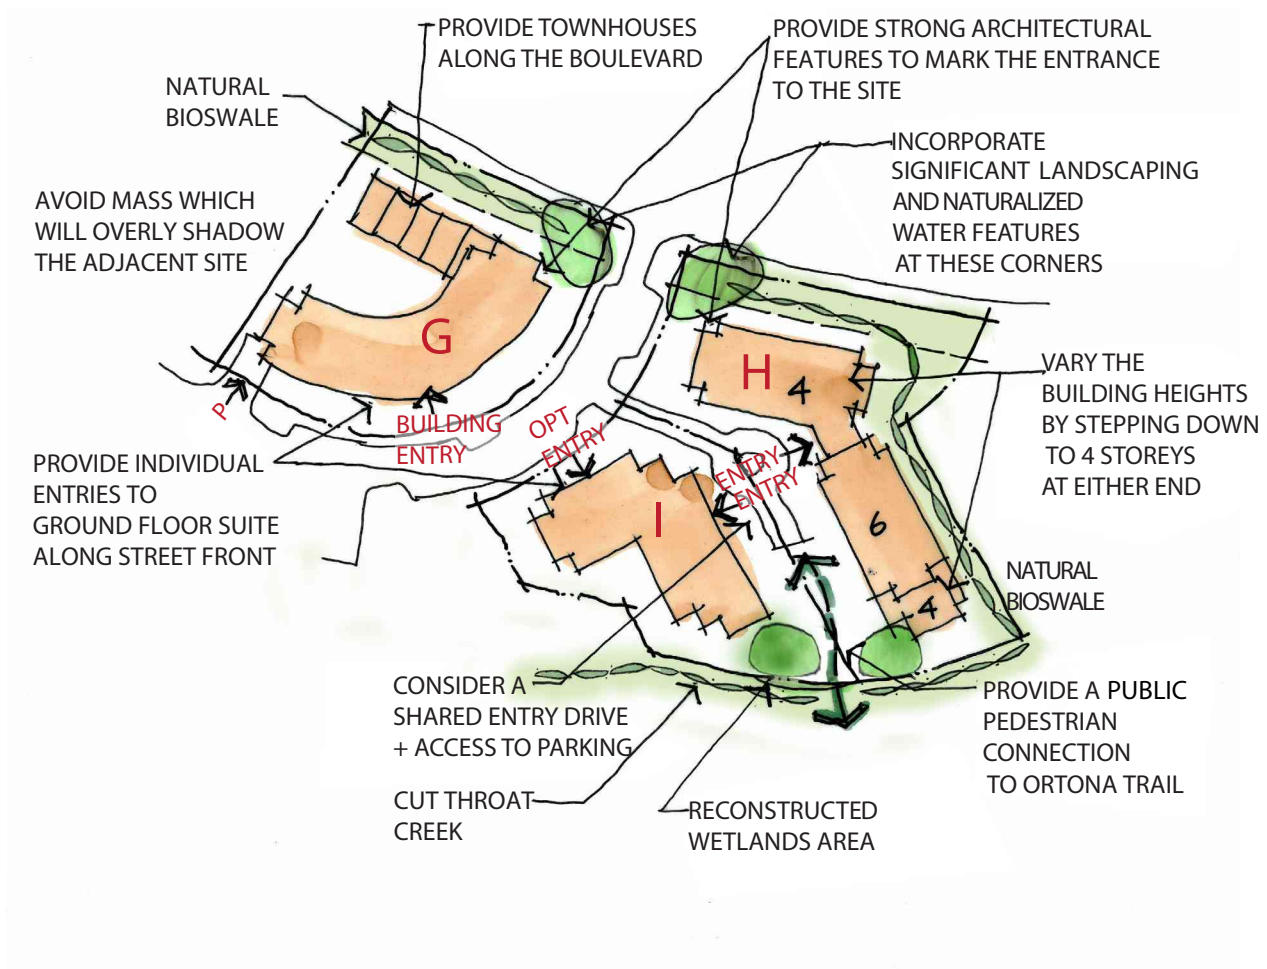 PROVIDE TOWNHOUSES
ALONG THE BOULEVARD
PROVIDE STRONG ARCHITECTURAL
FEATURES TO MARK THE ENTRANCE
TO THE SITE
NATURAL
BIOSWALE
INCORPORATE
SIGNIFICANT LANDSCAPING
AND NATURALIZED
WATER FEATURES
AT THESE CORNERS
AVOID MASS WHICH
WILL OVERLY SHADOW
THE ADJACENT SITE
G
H
4
VARY THE
BUILDING HEIGHTS
BY STEPPING DOWN
TO 4 STOREYS
AT EITHER END
P
BUILDING
ENTRY
OPT
ENTRY
ENTRY
ENTRY
PROVIDE INDIVIDUAL
ENTRIES TO
GROUND FLOOR SUITE
ALONG STREET FRONT
I
6
4
NATURAL
BIOSWALE
CONSIDER A
SHARED ENTRY DRIVE
+ ACCESS TO PARKING
PROVIDE A PUBLIC
PEDESTRIAN
CONNECTION
TO ORTONA TRAIL
CUT THROAT
CREEK
RECONSTRUCTED
WETLANDS AREA